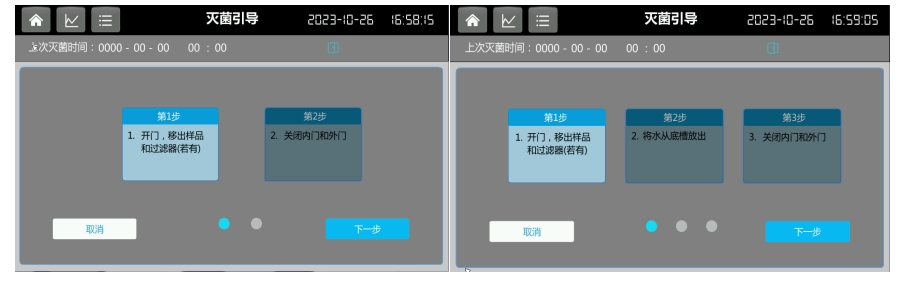 灭菌引导 2023-10-26 16:58:15
上次灭菌时间：0000 - 00 - 00 00 : 00
第1步
1. 开门，移出样品
和过滤器(若有)
第2步
2. 关闭内门和外门
取消
下一步
灭菌引导 2023-10-26 16:59:05
上次灭菌时间：0000 - 00 - 00 00 : 00
第1步
1. 开门，移出样品
和过滤器(若有)
第2步
2. 将水从底槽放出
第3步
3. 关闭内门和外门
取消
下一步